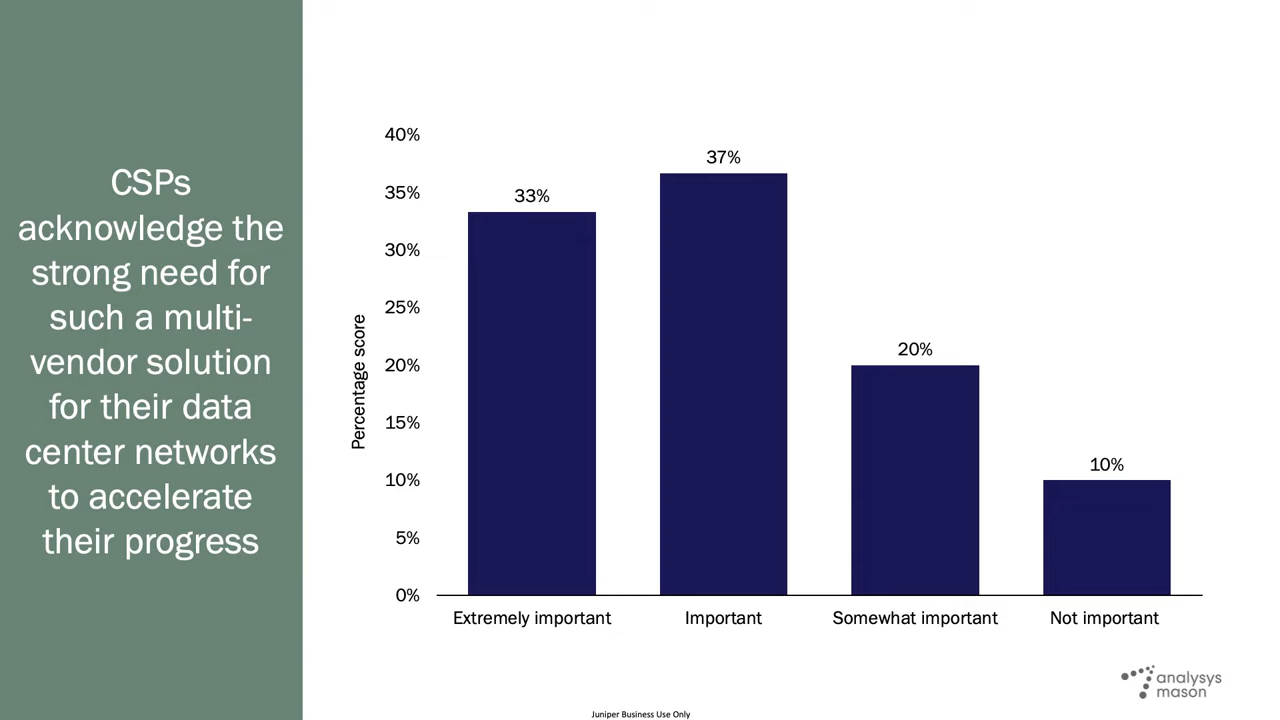 CSPs
acknowledge the
strong need for
such a multi-
vendor solution
for their data
center networks
to accelerate
their progress
Percentage score
40%
35%
30%
25%
20%
15%
10%
5%
0%
33%
37%
20%
10%
Extremely important
Important
Somewhat important
Not important
analysys
mason
Juniper Business Use Only